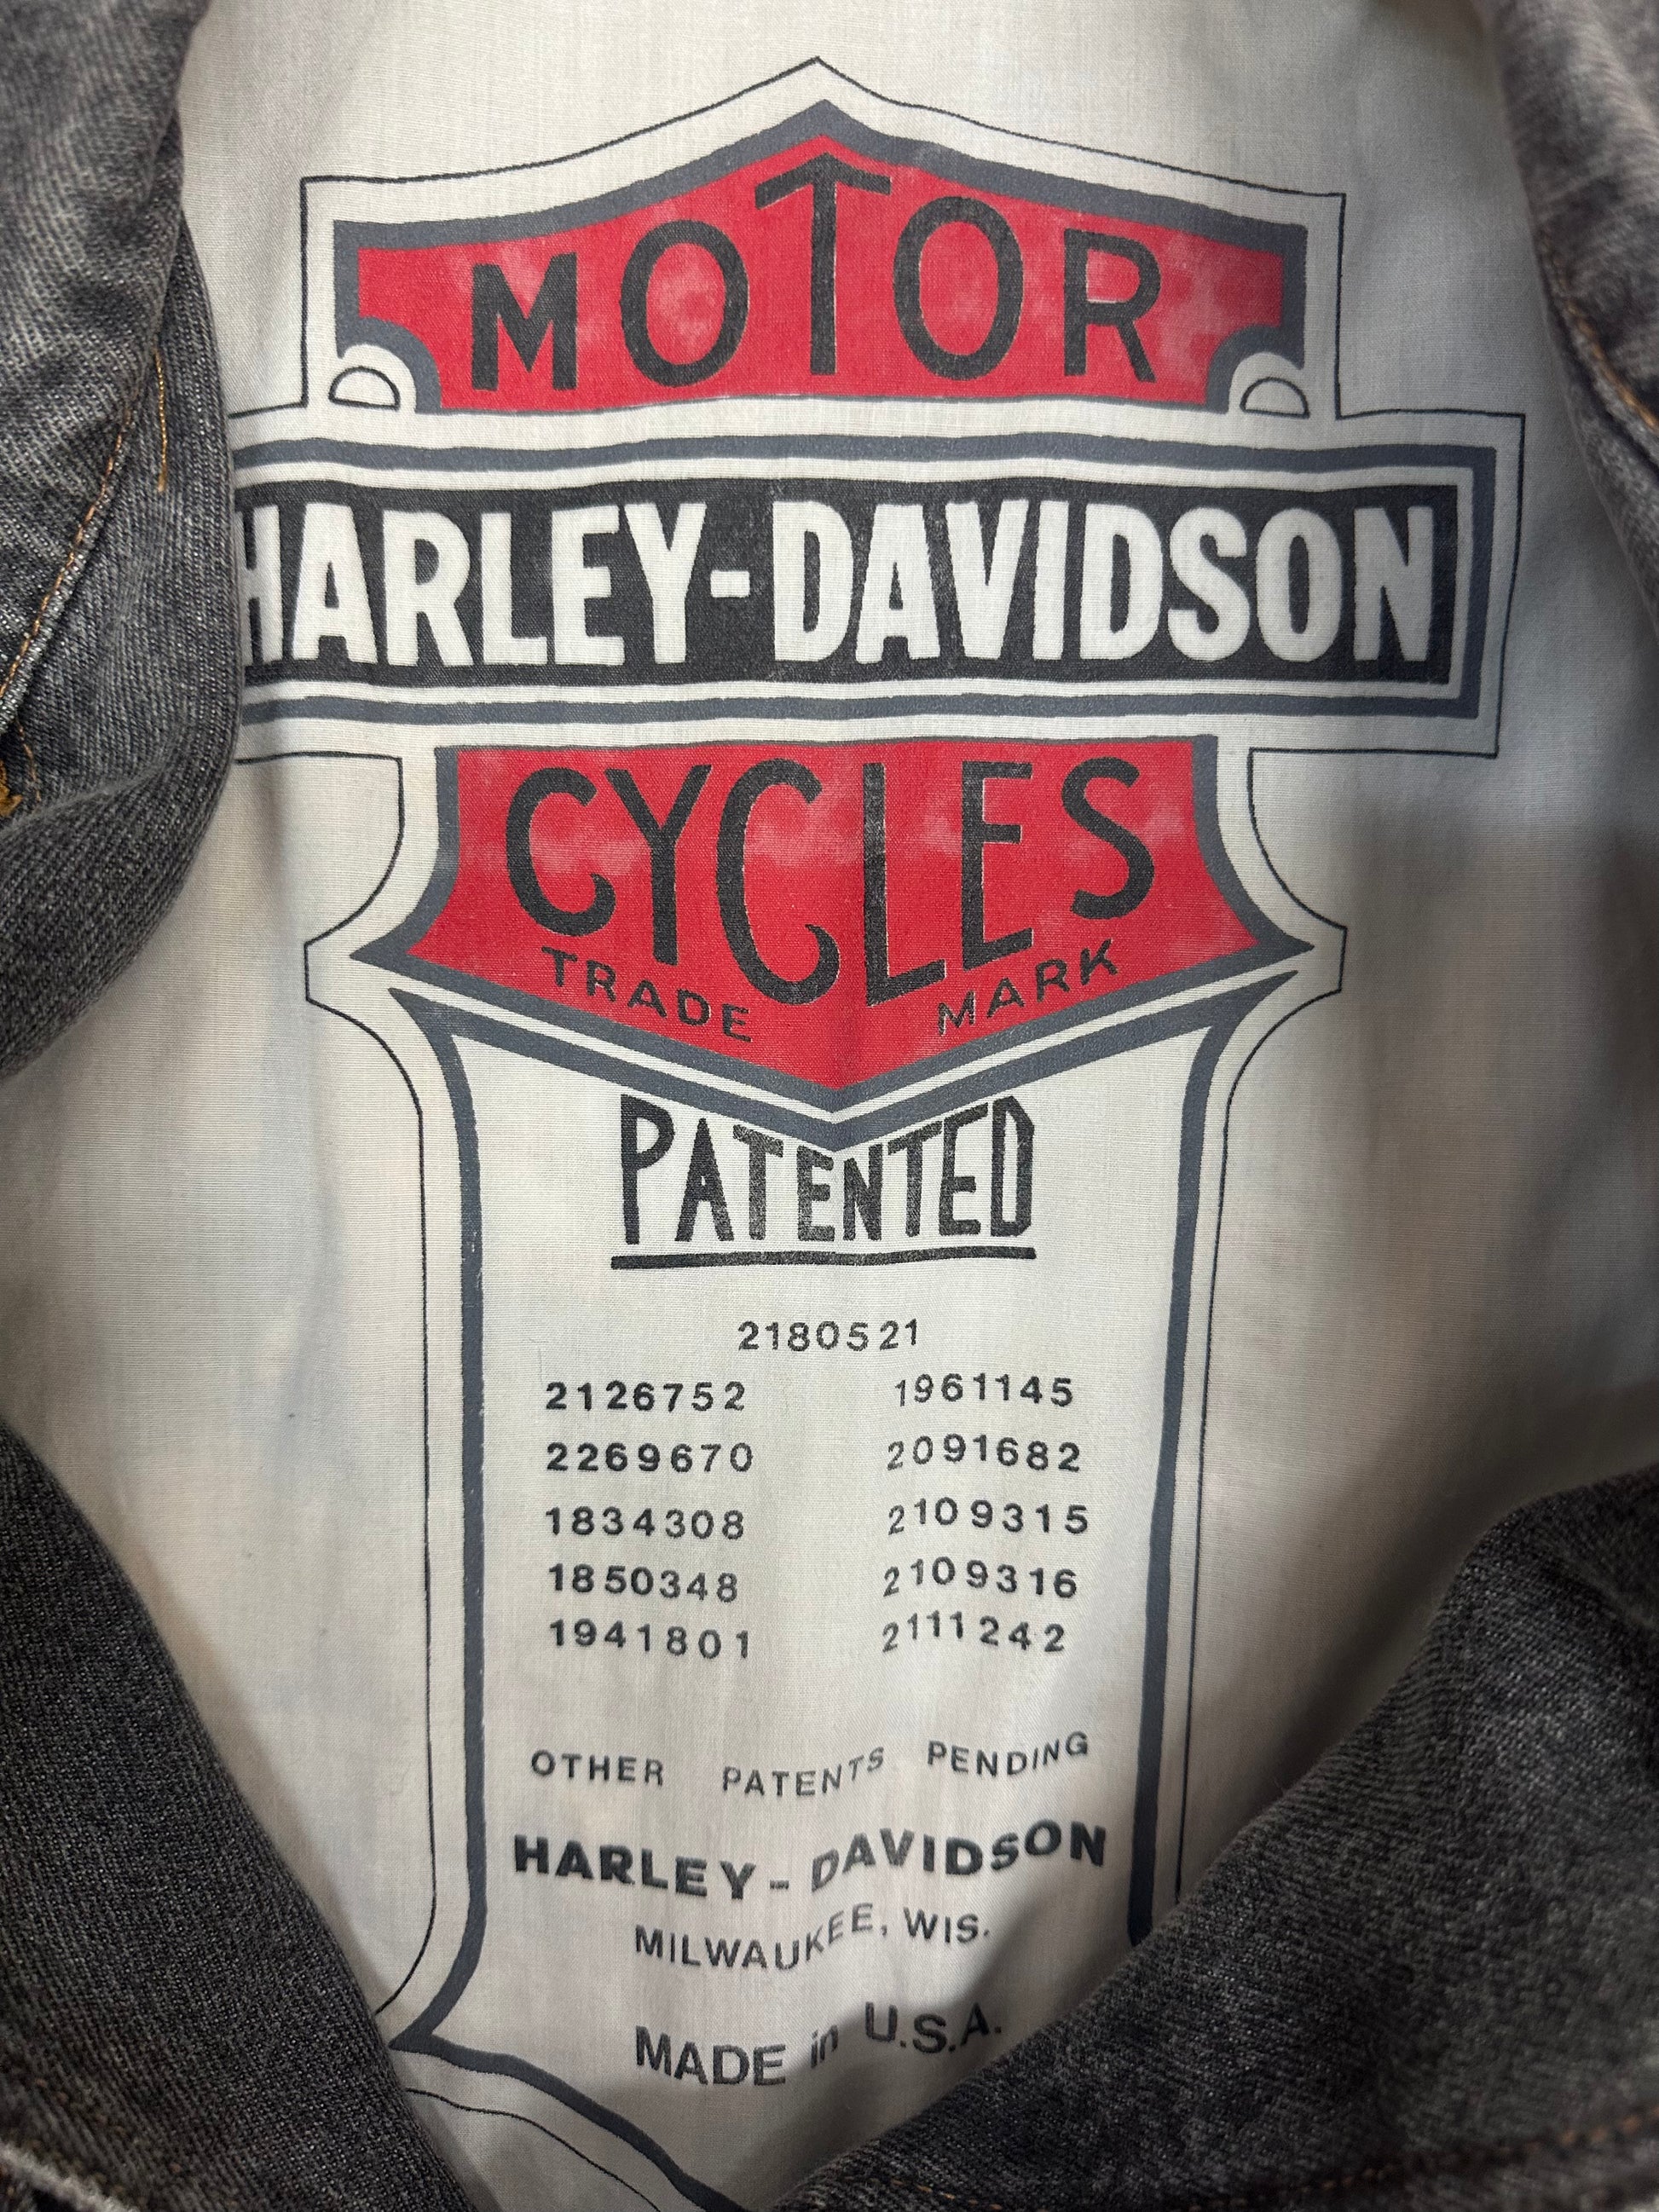 MOTOR
HARLEY-DAVIDSON
CYCLES
TRADE MARK
PATENTED
2180521
2126752 1961145
2269670 2091682
1834308 2109315
1850348 2109316
1941801 2111242
OTHER PATENTS PENDING
HARLEY-DAVIDSON
MILWAUKEE, WIS.
MADE in U.S.A.